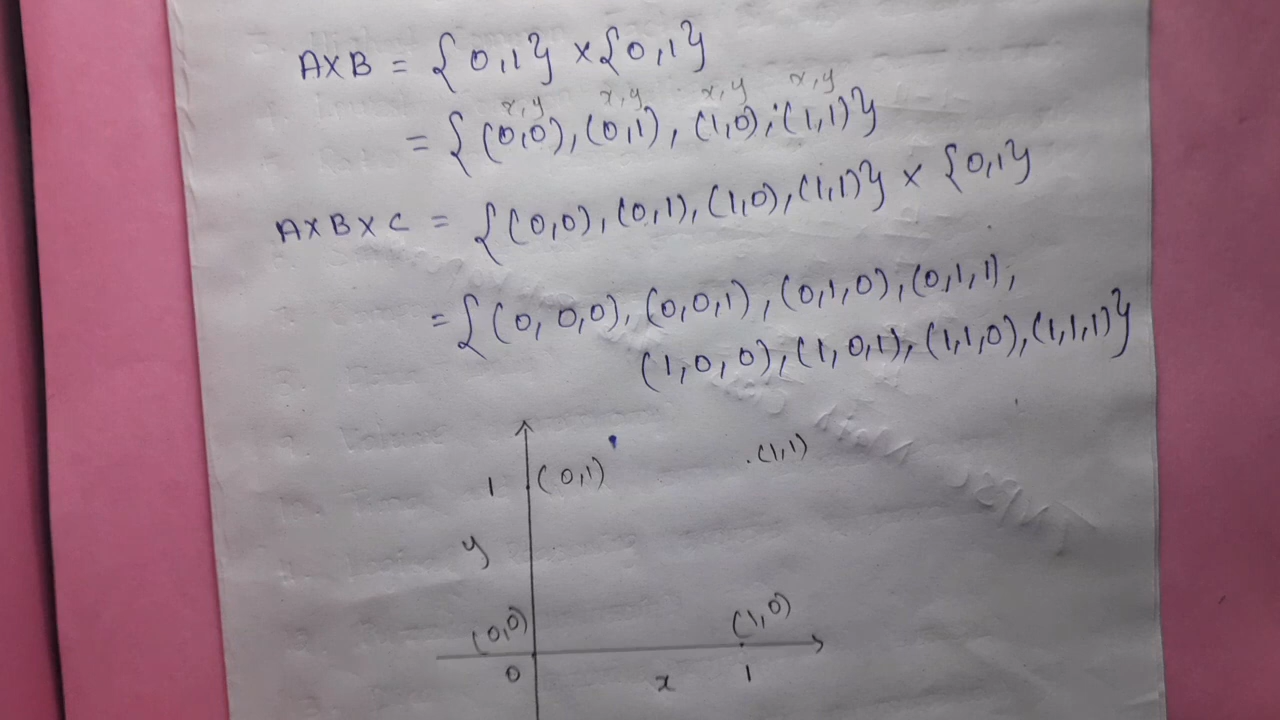 A×B = {0,1} × {0,1}
x,y x,y x,y x,y
= {(0,0), (0,1), (1,0), (1,1)}
A×B×C = {(0,0), (0,1), (1,0), (1,1)} × {0,1}
= {(0,0,0), (0,0,1), (0,1,0), (0,1,1),
(1,0,0), (1,0,1), (1,1,0), (1,1,1)}
1 (0,1) (1,1)
y
(0,0) (1,0)
0 x 1